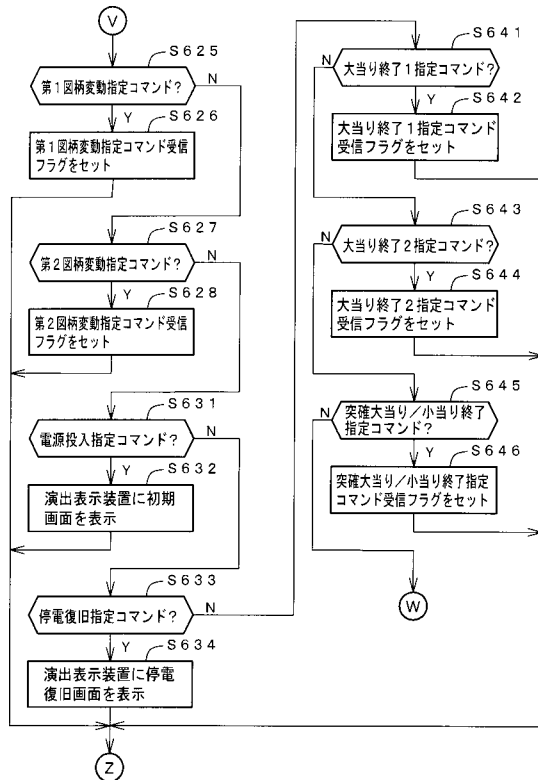 V
S625
第1図柄変動指定コマンド?
N
Y
S626
第1図柄変動指定コマンド受信
フラグをセット
S627
第2図柄変動指定コマンド?
N
Y
S628
第2図柄変動指定コマンド受信
フラグをセット
S631
電源投入指定コマンド?
N
Y
S632
演出表示装置に初期
画面を表示
S633
停電復旧指定コマンド?
N
Y
S634
演出表示装置に停電
復旧画面を表示
Z
S641
N
大当り終了1指定コマンド?
Y
S642
大当り終了1指定コマンド
受信フラグをセット
S643
N
大当り終了2指定コマンド?
Y
S644
大当り終了2指定コマンド
受信フラグをセット
S645
N
突確大当り/小当り終了
指定コマンド?
Y
S646
突確大当り/小当り終了指定
コマンド受信フラグをセット
W